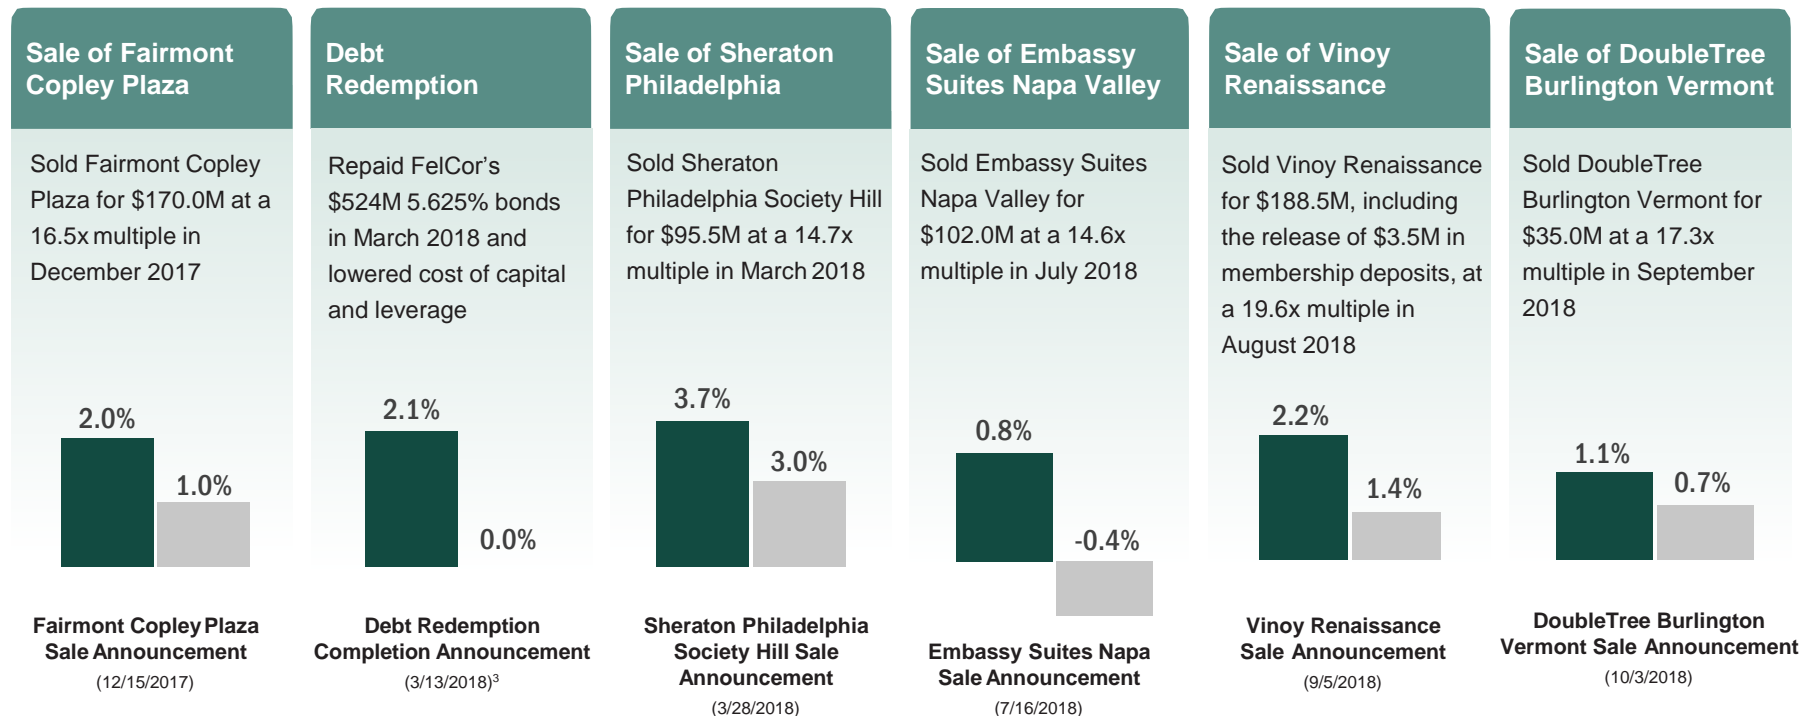 Sale of Fairmont
Copley Plaza
Sold Fairmont Copley
Plaza for $170.0M at a
16.5x multiple in
December 2017
2.0%
1.0%
Fairmont Copley Plaza
Sale Announcement
(12/15/2017)
Debt
Redemption
Repaid FelCor’s
$524M 5.625% bonds
in March 2018 and
lowered cost of capital
and leverage
2.1%
0.0%
Debt Redemption
Completion Announcement
(3/13/2018)³
Sale of Sheraton
Philadelphia
Sold Sheraton
Philadelphia Society Hill
for $95.5M at a 14.7x
multiple in March 2018
3.7%
3.0%
Sheraton Philadelphia
Society Hill Sale
Announcement
(3/28/2018)
Sale of Embassy
Suites Napa Valley
Sold Embassy Suites
Napa Valley for
$102.0M at a 14.6x
multiple in July 2018
0.8%
-0.4%
Embassy Suites Napa
Sale Announcement
(7/16/2018)
Sale of Vinoy
Renaissance
Sold Vinoy Renaissance
for $188.5M, including
the release of $3.5M in
membership deposits, at
a 19.6x multiple in
August 2018
2.2%
1.4%
Vinoy Renaissance
Sale Announcement
(9/5/2018)
Sale of DoubleTree
Burlington Vermont
Sold DoubleTree
Burlington Vermont for
$35.0M at a 17.3x
multiple in September
2018
1.1%
0.7%
DoubleTree Burlington
Vermont Sale Announcement
(10/3/2018)